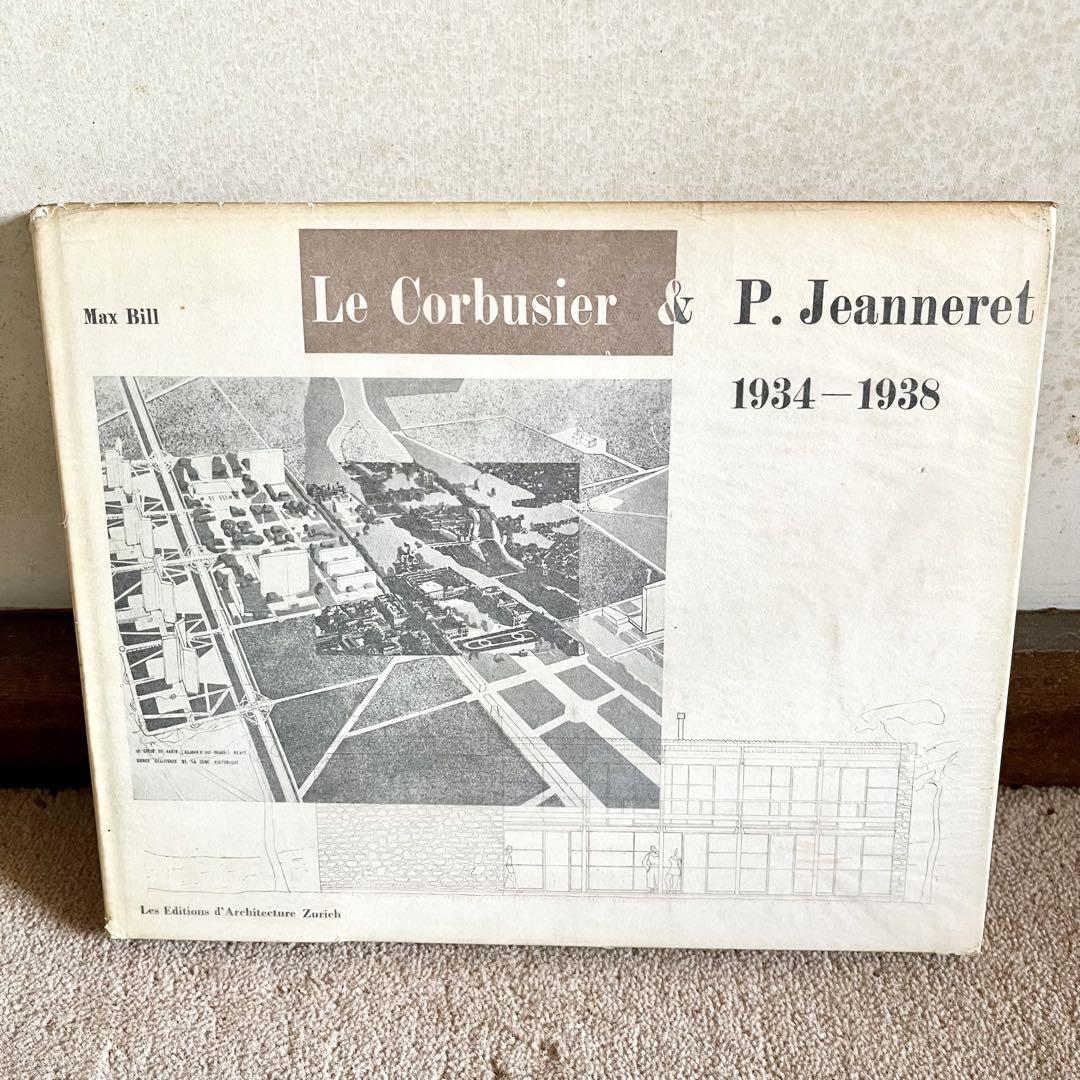 Max Bill
Le Corbusier & P. Jeanneret
1934—1938
Les Editions d'Architecture Zurich